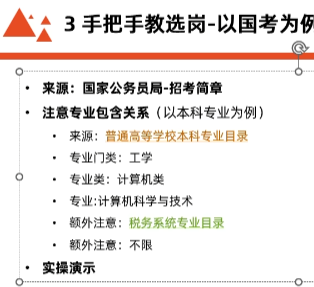 3 手把手教选岗-以国考为例
• 来源：国家公务员局-招考简章
• 注意专业包含关系（以本科专业为例）
• 来源：普通高等学校本科专业目录
• 专业门类：工学
• 专业类：计算机类
• 专业:计算机科学与技术
• 额外注意：税务系统专业目录
• 额外注意：不限
• 实操演示